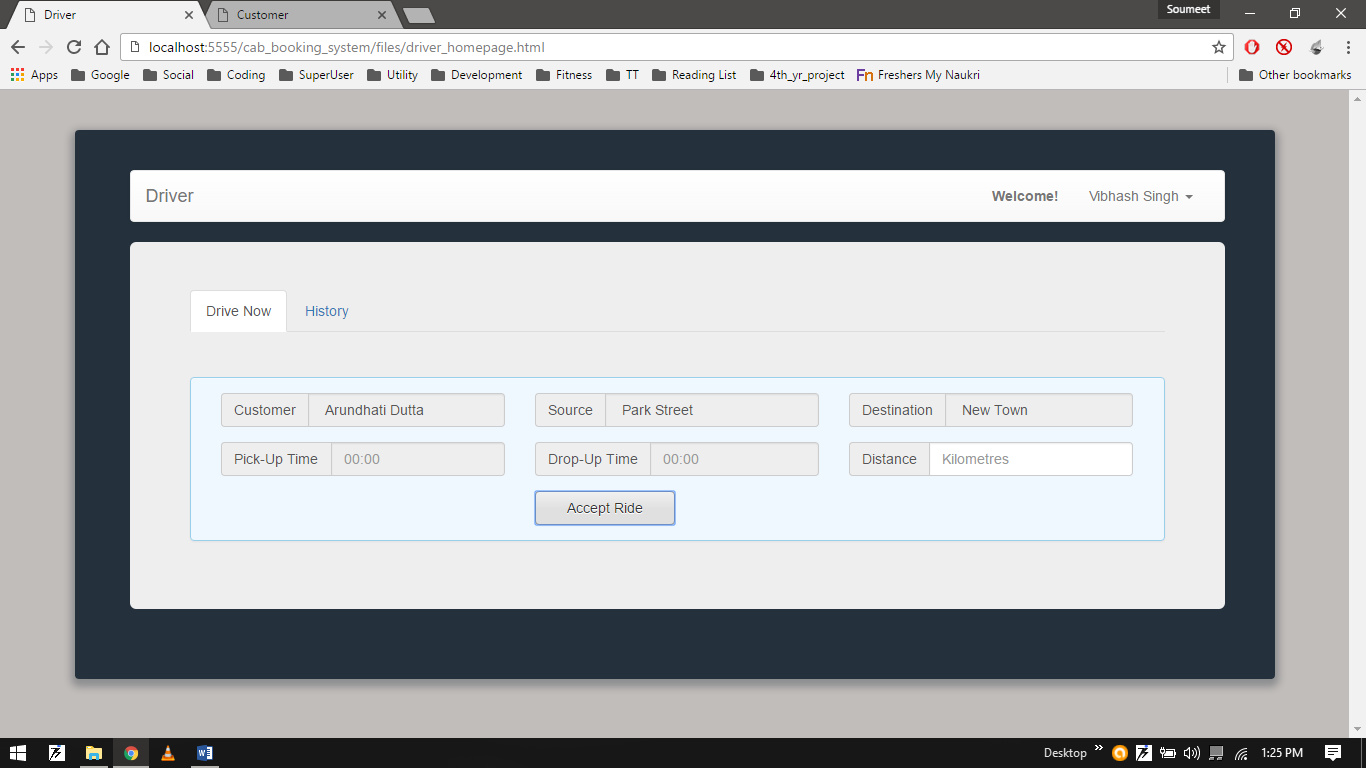 Driver
Customer
Soumeet
localhost:5555/cab_booking_system/files/driver_homepage.html
Apps Google Social Coding SuperUser Utility Development Fitness TT Reading List 4th_yr_project Fn Freshers My Naukri Other bookmarks
Driver Welcome! Vibhash Singh
Drive Now History
Customer Arundhati Dutta Source Park Street Destination New Town
Pick-Up Time 00:00 Drop-Up Time 00:00 Distance Kilometres
Accept Ride
Desktop 1:25 PM